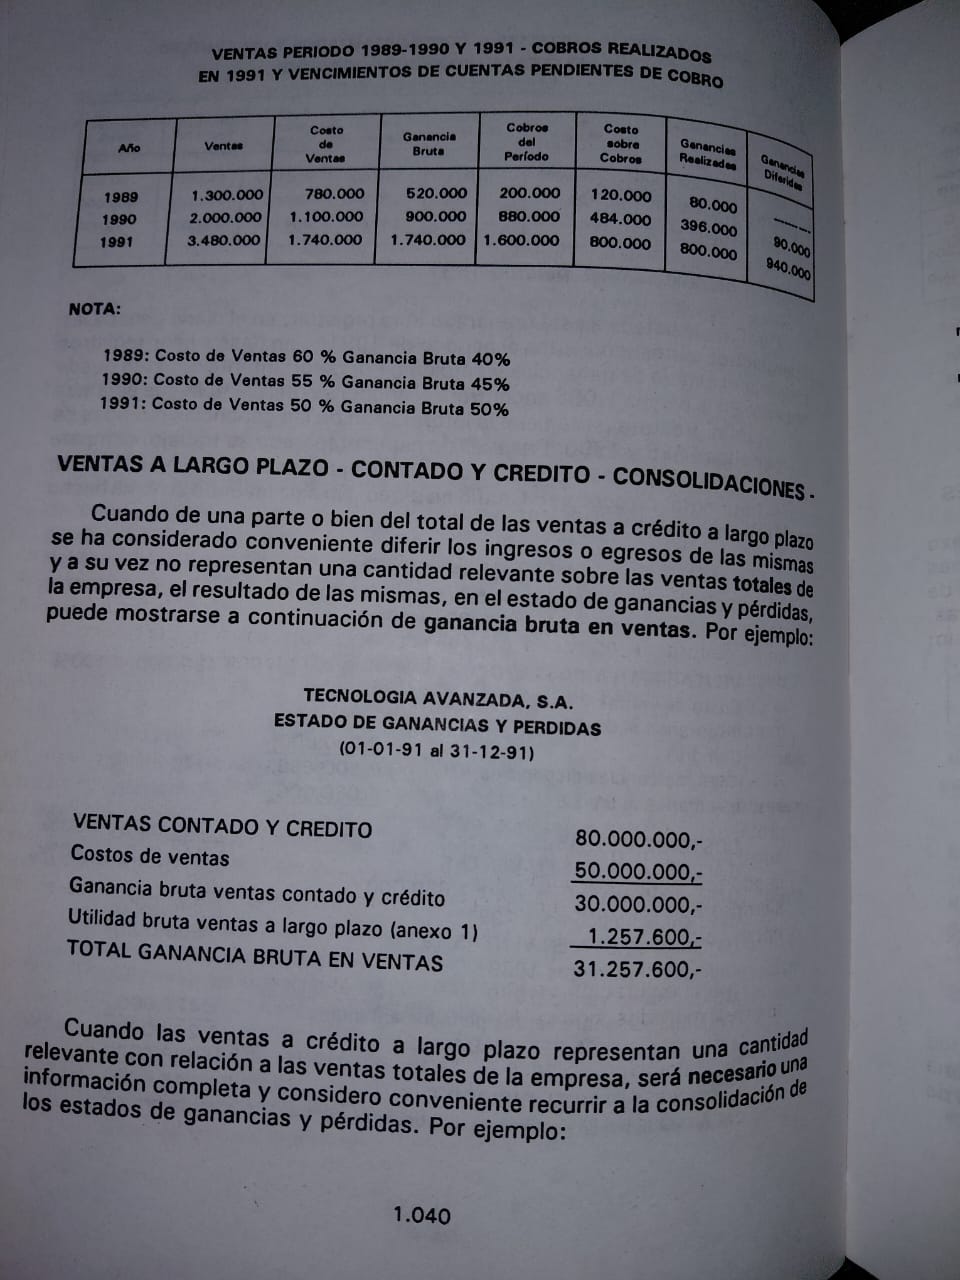 VENTAS PERIODO 1989-1990 Y 1991 - COBROS REALIZADOS
EN 1991 Y VENCIMIENTOS DE CUENTAS PENDIENTES DE COBRO
Año Ventas Costo de Ventas Ganancia Bruta Cobros del Período Costo sobre Cobros Ganancias Realizadas Ganancias Diferidas
1989 1.300.000 780.000 520.000 200.000 120.000 80.000 ---------
1990 2.000.000 1.100.000 900.000 880.000 484.000 396.000 90.000
1991 3.480.000 1.740.000 1.740.000 1.600.000 800.000 800.000 940.000
NOTA:
1989: Costo de Ventas 60 % Ganancia Bruta 40%
1990: Costo de Ventas 55 % Ganancia Bruta 45%
1991: Costo de Ventas 50 % Ganancia Bruta 50%
VENTAS A LARGO PLAZO - CONTADO Y CREDITO - CONSOLIDACIONES -
Cuando de una parte o bien del total de las ventas a crédito a largo plazo
se ha considerado conveniente diferir los ingresos o egresos de las mismas
y a su vez no representan una cantidad relevante sobre las ventas totales de
la empresa, el resultado de las mismas, en el estado de ganancias y pérdidas,
puede mostrarse a continuación de ganancia bruta en ventas. Por ejemplo:
TECNOLOGIA AVANZADA, S.A.
ESTADO DE GANANCIAS Y PERDIDAS
(01-01-91 al 31-12-91)
VENTAS CONTADO Y CREDITO 80.000.000,-
Costos de ventas 50.000.000,-
Ganancia bruta ventas contado y crédito 30.000.000,-
Utilidad bruta ventas a largo plazo (anexo 1) 1.257.600,-
TOTAL GANANCIA BRUTA EN VENTAS 31.257.600,-
Cuando las ventas a crédito a largo plazo representan una cantidad
relevante con relación a las ventas totales de la empresa, será necesario una
información completa y considero conveniente recurrir a la consolidación de
los estados de ganancias y pérdidas. Por ejemplo:
1.040